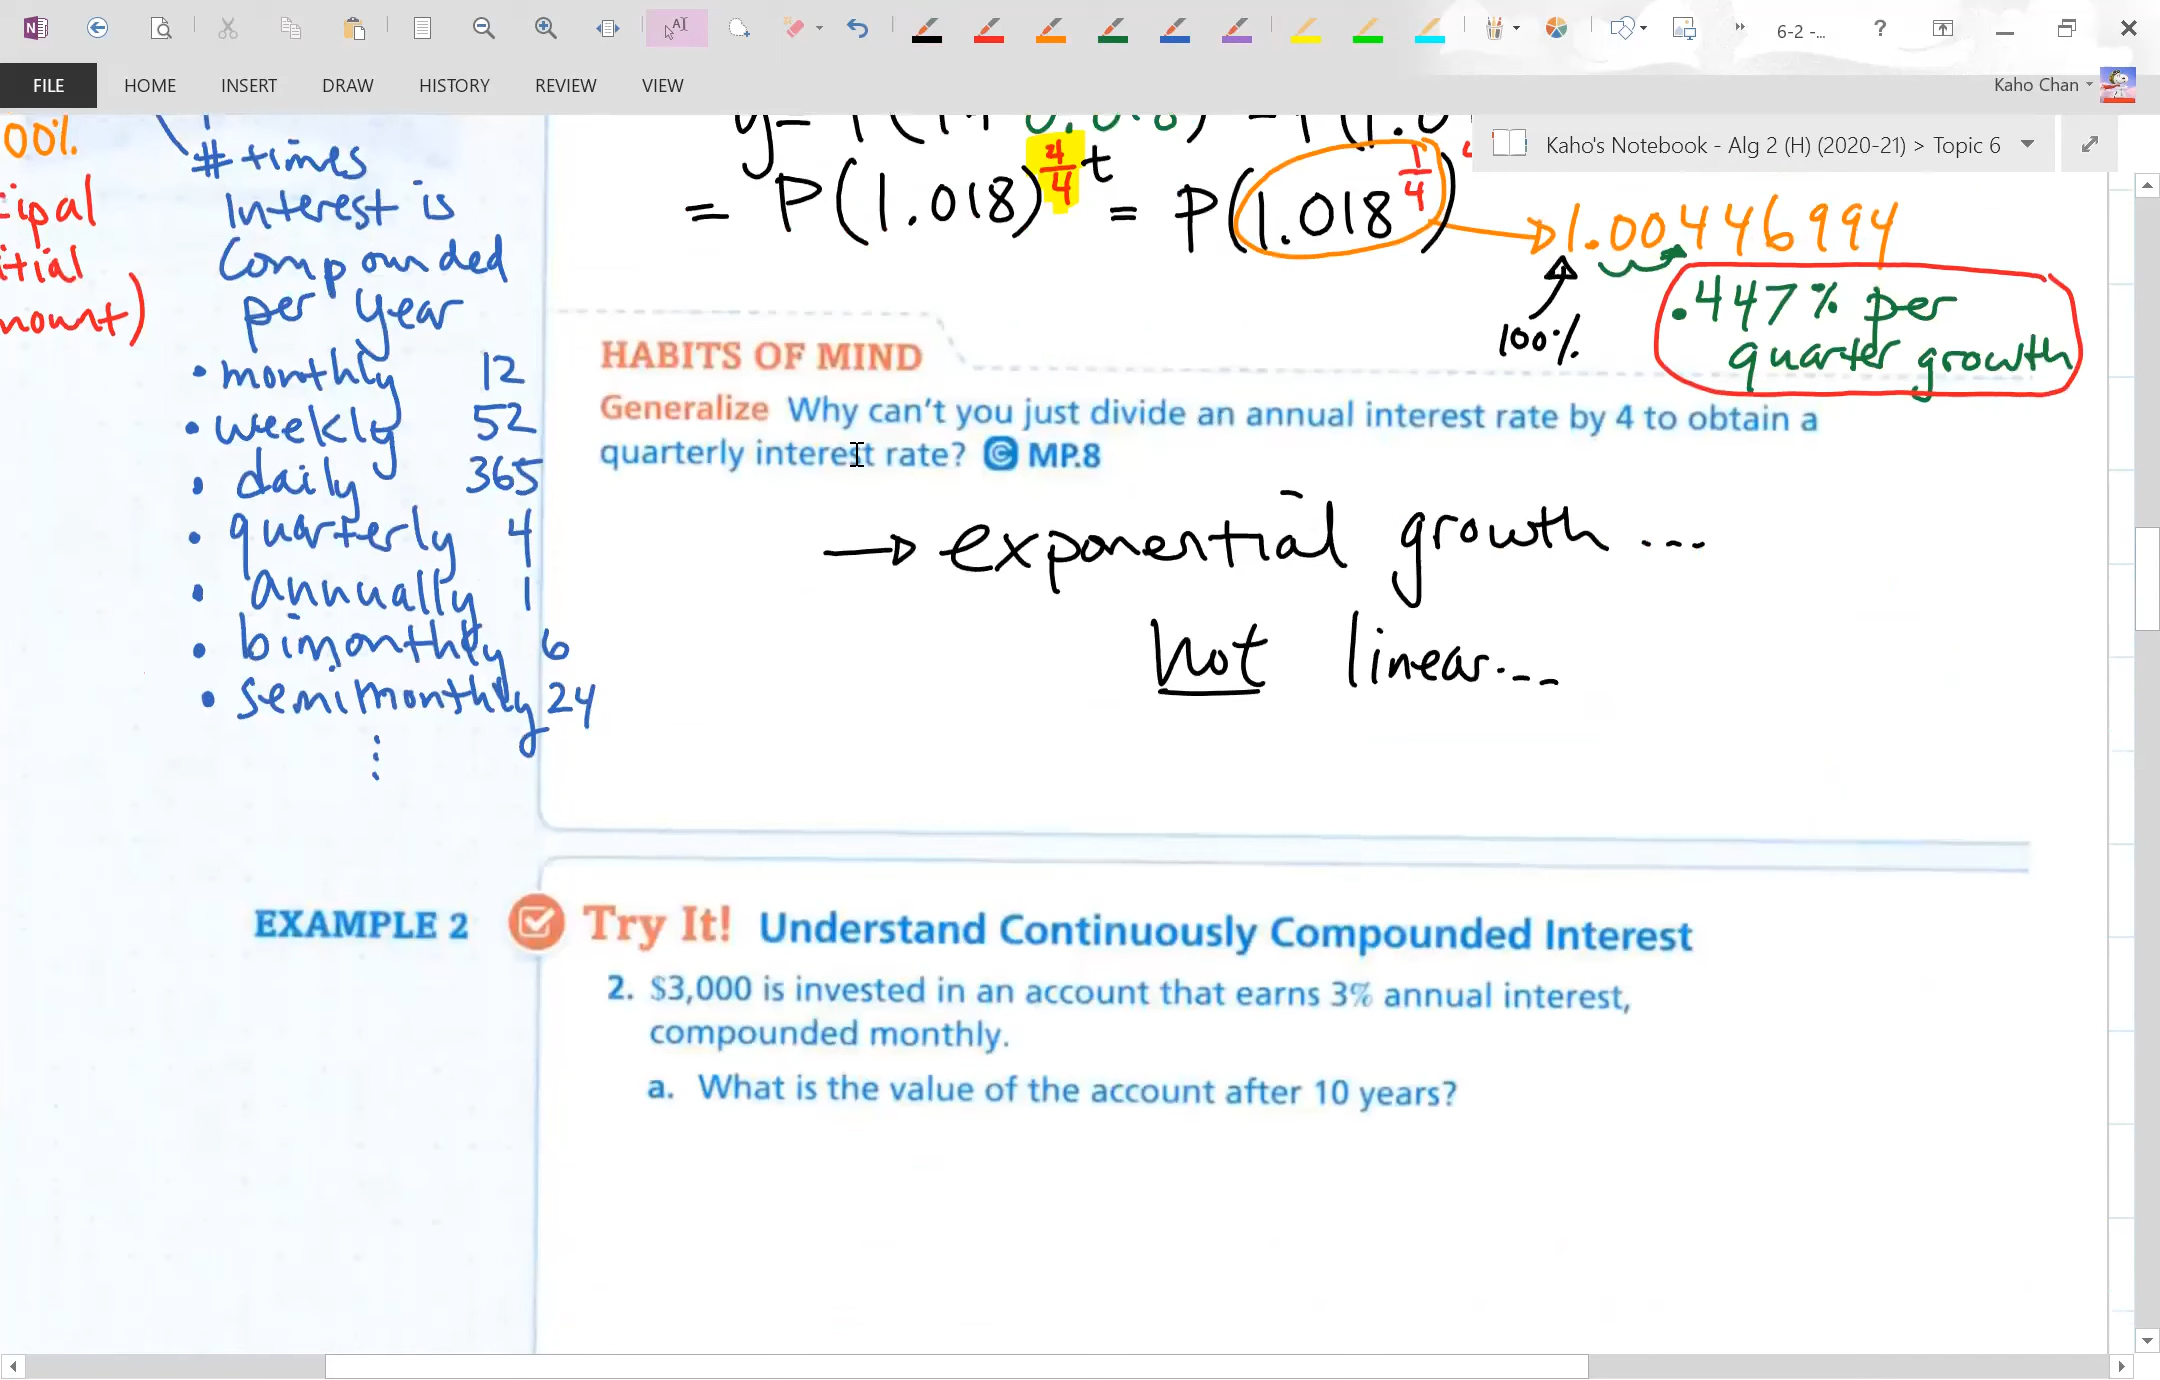 6-2 -...
?
FILE
HOME
INSERT
DRAW
HISTORY
REVIEW
VIEW
Kaho Chan
Kaho's Notebook - Alg 2 (H) (2020-21) > Topic 6
00%
cipal
itial
mount)
# times
Interest is
Compounded
per year
• monthly 12
• weekly 52
• daily 365
• quarterly 4
• annually 1
• bimonthly 6
• semimonthly 24
⋮
= P(1.018)^(4/4 t) = P(1.018^(1/4))
1.00446994
100%
.447% per
quarter growth
HABITS OF MIND
Generalize Why can't you just divide an annual interest rate by 4 to obtain a
quarterly interest rate? MP.8
→ exponential growth ...
not linear...
EXAMPLE 2 Try It! Understand Continuously Compounded Interest
2. $3,000 is invested in an account that earns 3% annual interest,
compounded monthly.
a. What is the value of the account after 10 years?